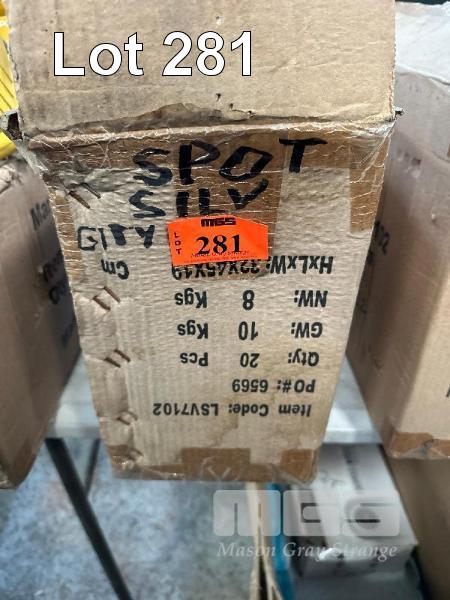 Lot 281
SPOT
SILV
MGS
LOT
281
HxLxW: 32X45X19 Cm
NW: 8 Kgs
GW: 10 Kgs
Qty: 20 Pcs
PO#: 6569
Item Code: LSV7102
MGS
Mason Gray Strange